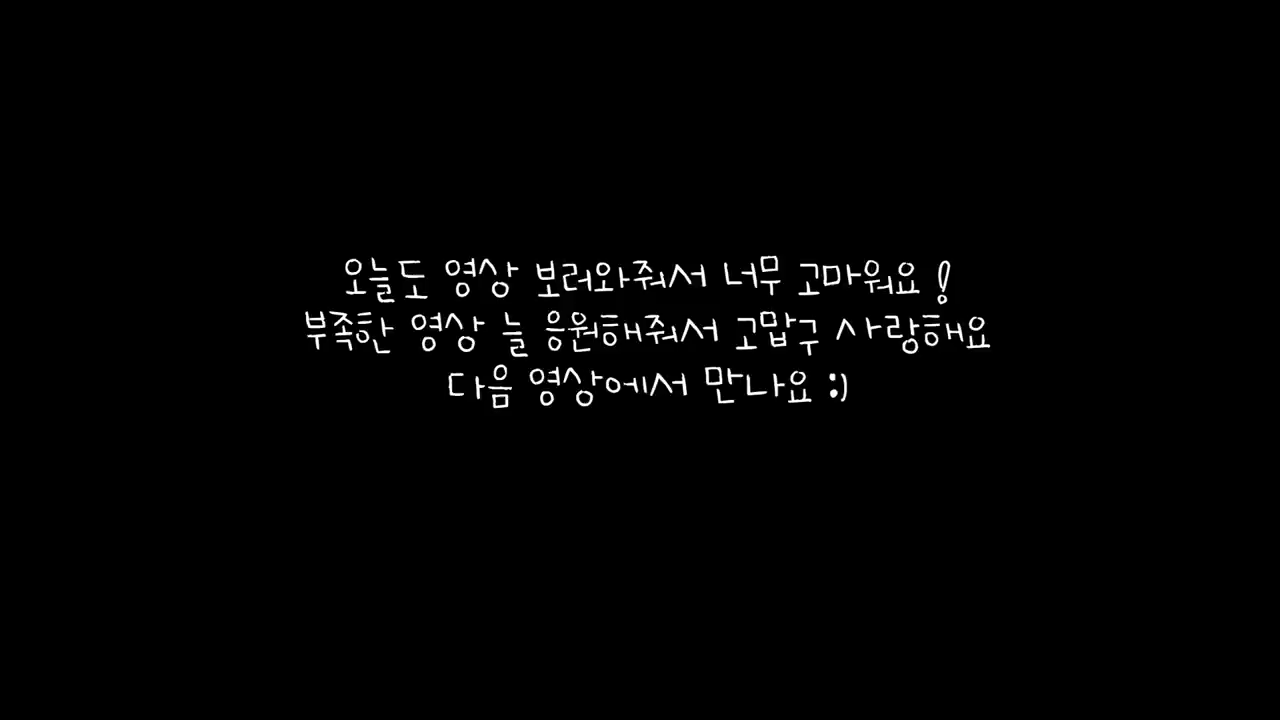 오늘도 영상 보러와줘서 너무 고마워요!
부족한 영상 늘 응원해줘서 고맙구 사랑해요
다음 영상에서 만나요 :)